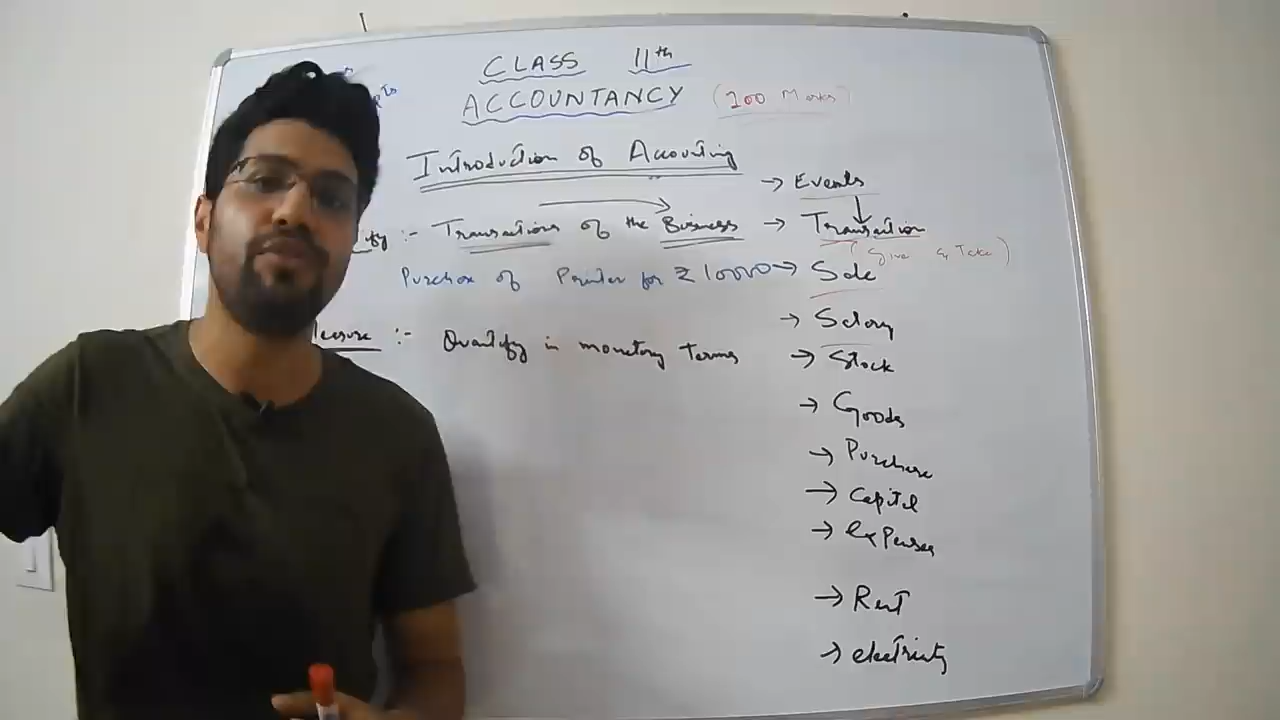 CLASS 11th
ACCOUNTANCY (100 Marks)
Introduction of Accounting
→ Events
:- Transactions of the Business → Transaction
(Give & Take)
Purchase of Printer for ₹ 10000 → Sale
→ Salary
:- Quantify in monetary terms → Stock
→ Goods
→ Purchase
→ Capital
→ Expenses
→ Rent
→ electricity